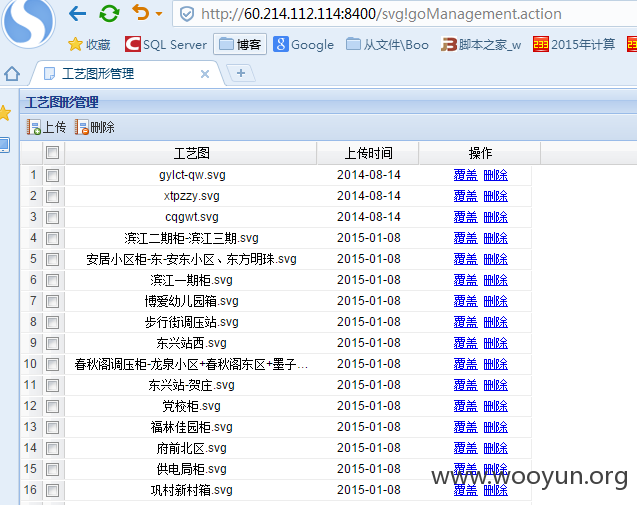 http://60.214.112.114:8400/svg!goManagement.action
收藏 SQL Server 博客 Google 从文件\Boo 脚本之家_w 2015年计算
工艺图形管理
工艺图形管理
上传 删除
工艺图 上传时间 操作
1 gylct-qw.svg 2014-08-14 覆盖 删除
2 xtpzzy.svg 2014-08-14 覆盖 删除
3 cqgwt.svg 2014-08-14 覆盖 删除
4 滨江二期柜-滨江三期.svg 2015-01-08 覆盖 删除
5 安居小区柜-东-安东小区、东方明珠.svg 2015-01-08 覆盖 删除
6 滨江一期柜.svg 2015-01-08 覆盖 删除
7 博爱幼儿园箱.svg 2015-01-08 覆盖 删除
8 步行街调压站.svg 2015-01-08 覆盖 删除
9 东兴站西.svg 2015-01-08 覆盖 删除
10 春秋阁调压柜-龙泉小区+春秋阁东区+墨子... 2015-01-08 覆盖 删除
11 东兴站-贺庄.svg 2015-01-08 覆盖 删除
12 党校柜.svg 2015-01-08 覆盖 删除
13 福林佳园柜.svg 2015-01-08 覆盖 删除
14 府前北区.svg 2015-01-08 覆盖 删除
15 供电局柜.svg 2015-01-08 覆盖 删除
16 巩村新村箱.svg 2015-01-08 覆盖 删除
www.wooyun.org